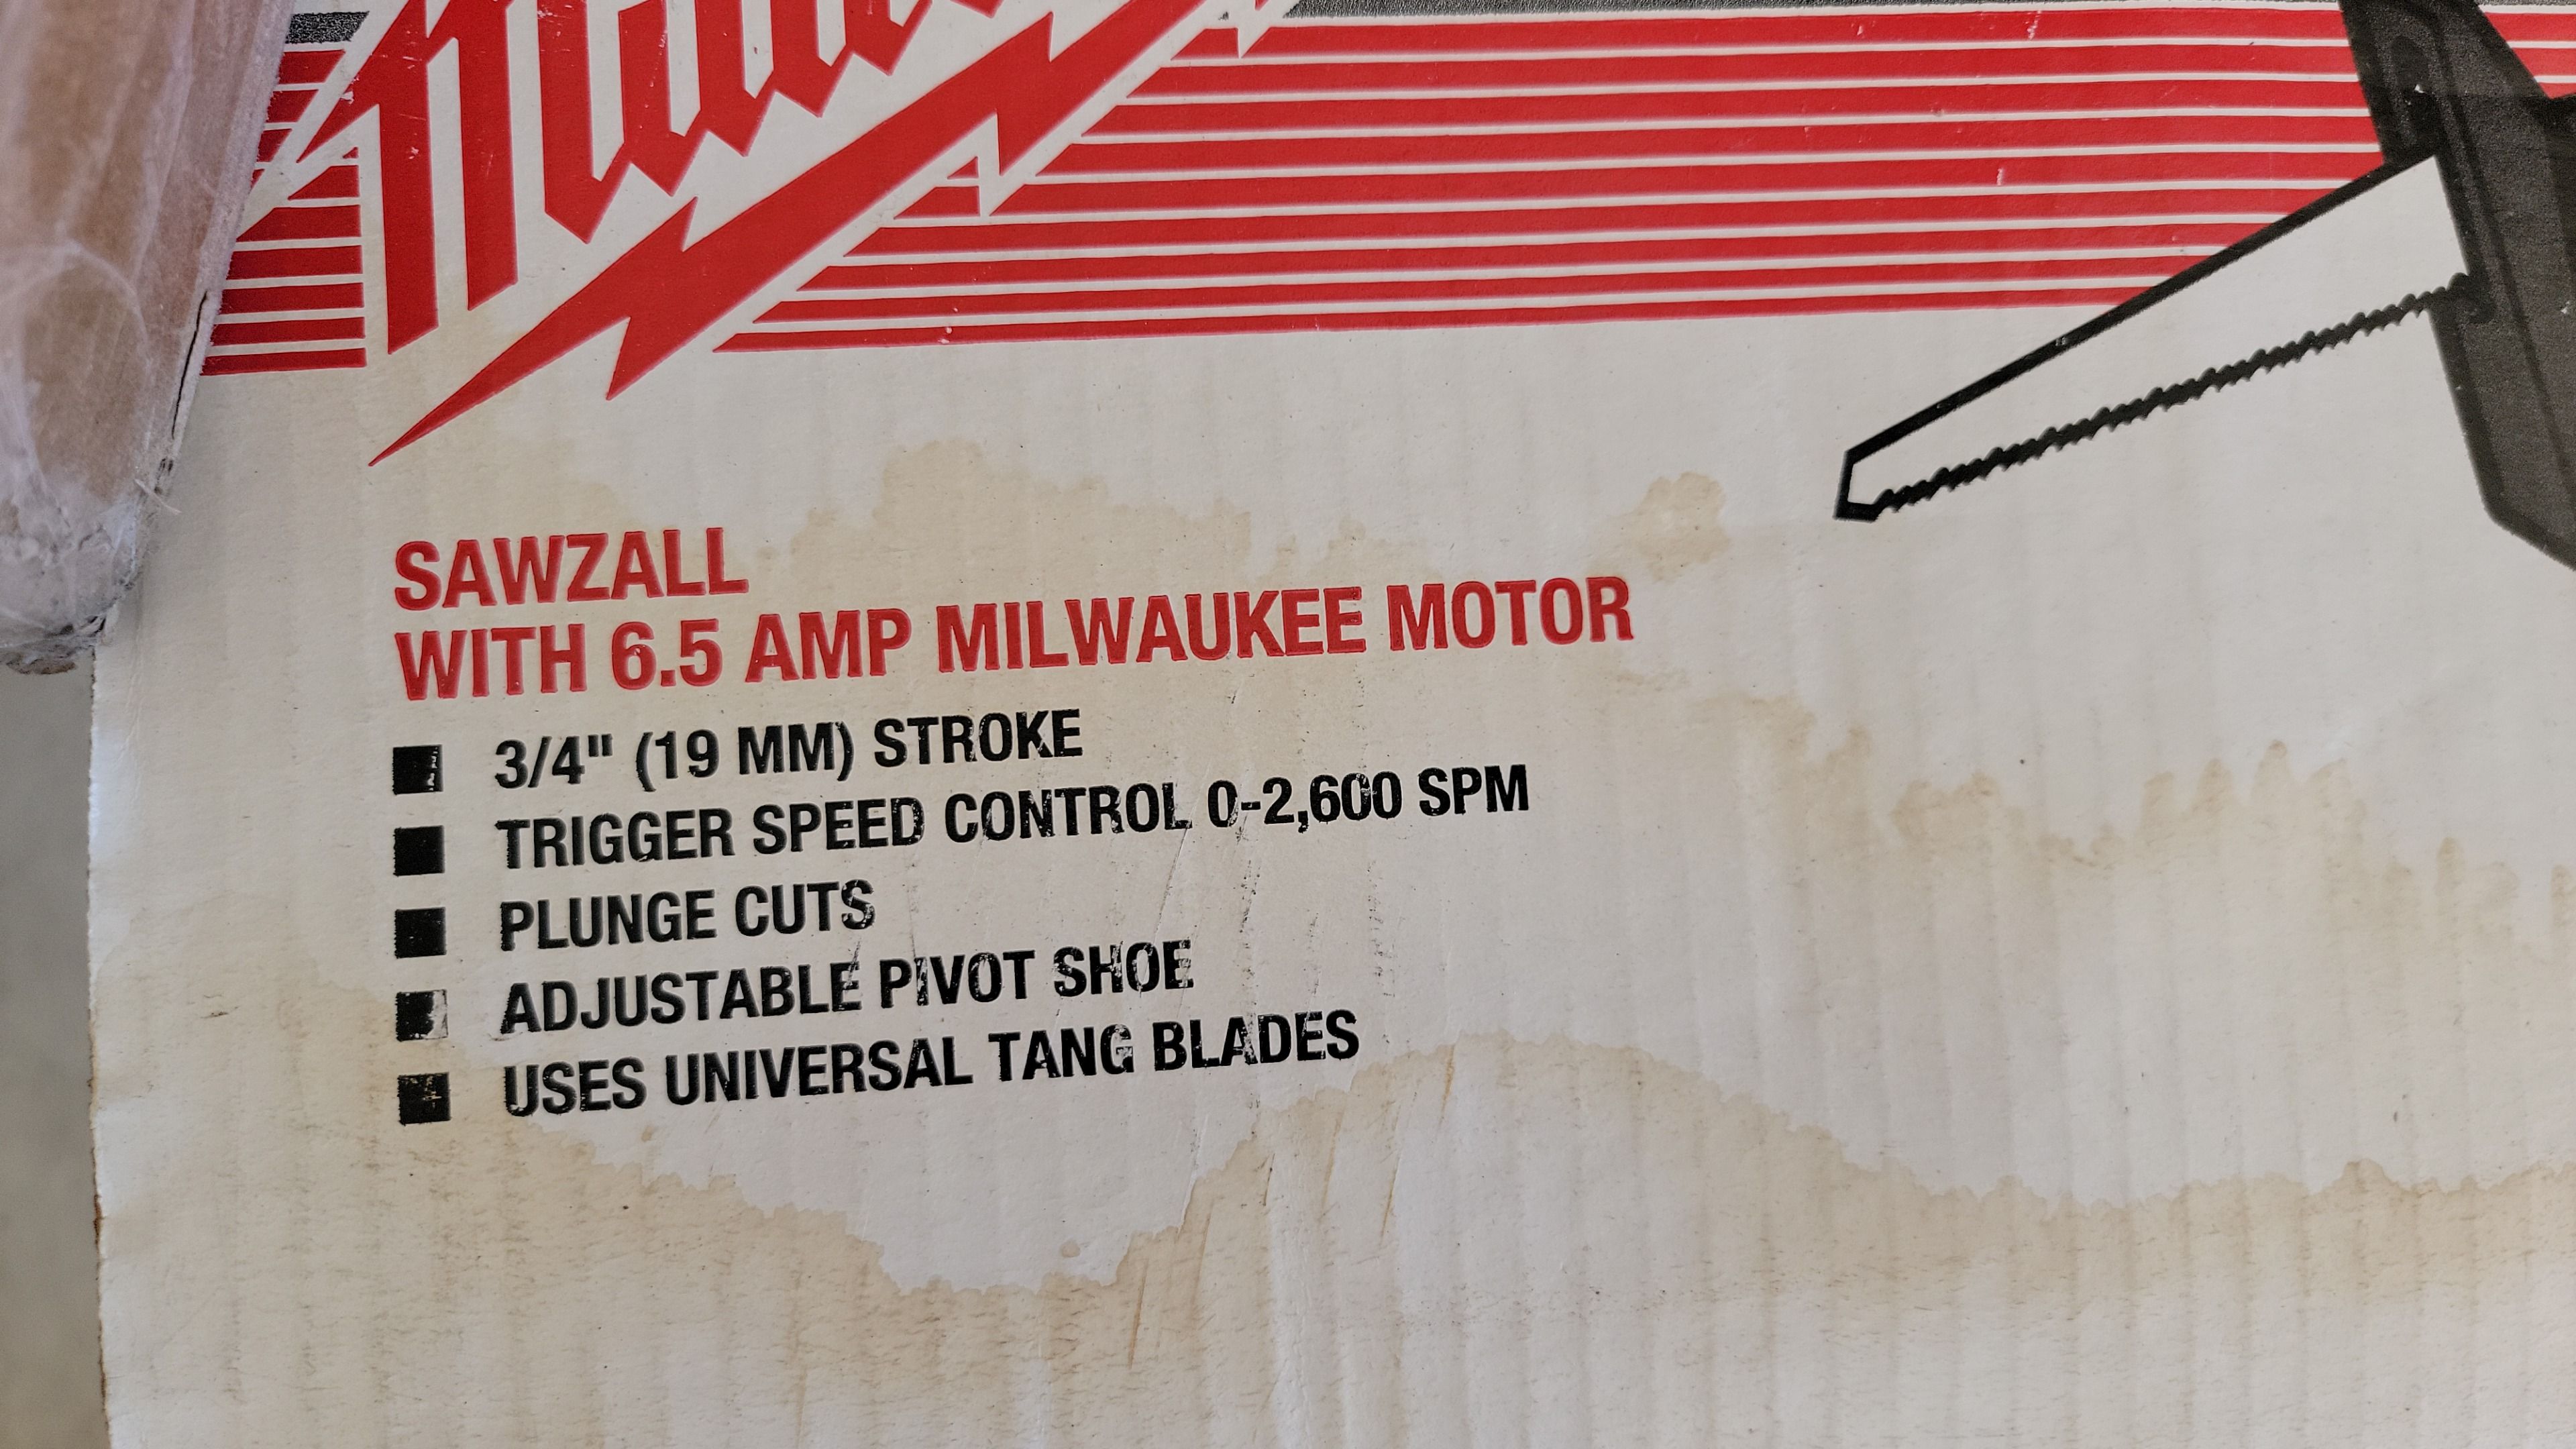 SAWZALL
WITH 6.5 AMP MILWAUKEE MOTOR
■ 3/4" (19 MM) STROKE
■ TRIGGER SPEED CONTROL 0-2,600 SPM
■ PLUNGE CUTS
■ ADJUSTABLE PIVOT SHOE
■ USES UNIVERSAL TANG BLADES